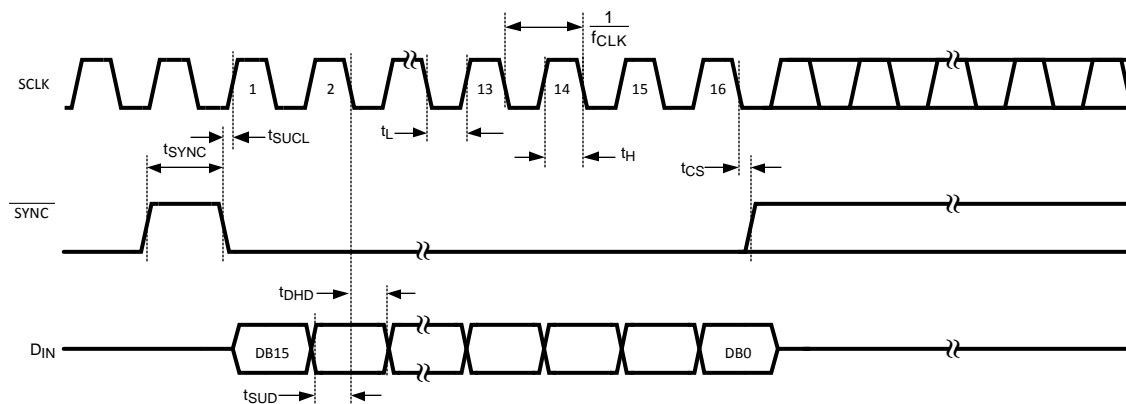 1
fCLK
SCLK
1 2 13 14 15 16
tSYNC
tSUCL
tL
tH
tCS
SYNC
tDHD
DIN
DB15
DB0
tSUD